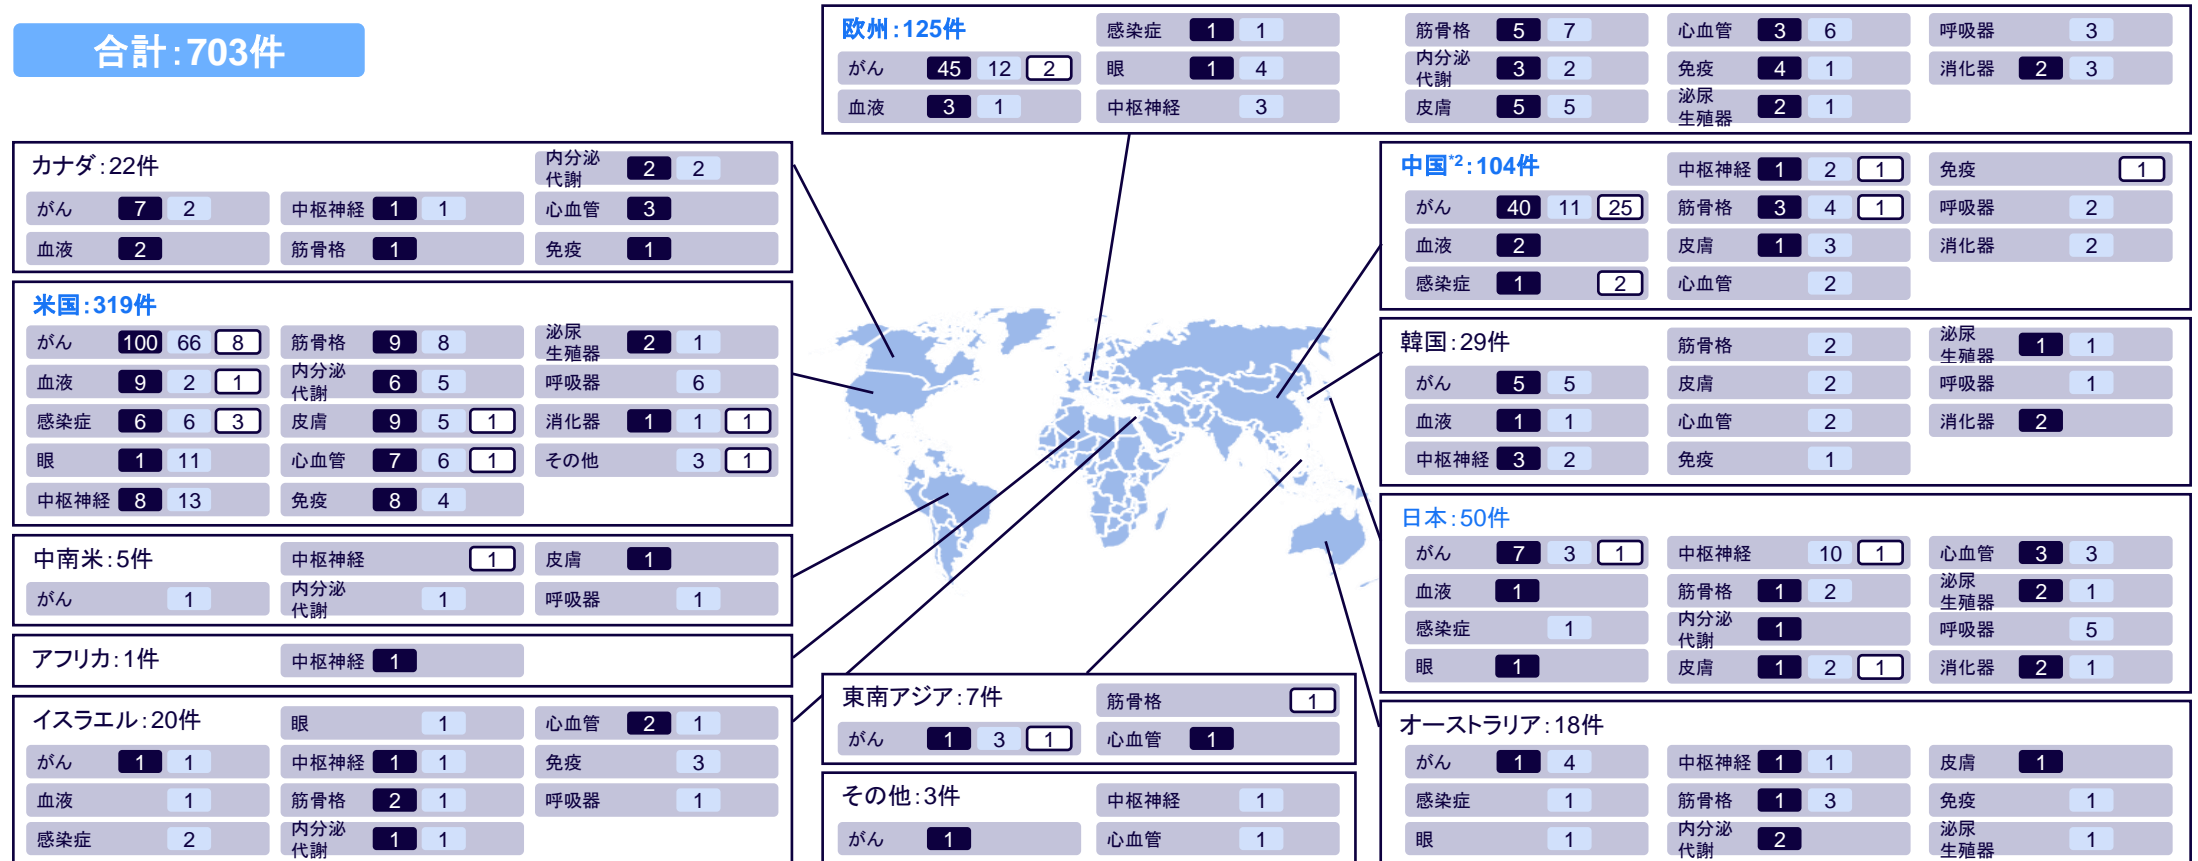 合計:703件
欧州:125件
がん 45 12 2
血液 3 1
感染症 1 1
眼 1 4
中枢神経 3
筋骨格 5 7
内分泌
代謝 3 2
皮膚 5 5
心血管 3 6
免疫 4 1
泌尿
生殖器 2 1
呼吸器 3
消化器 2 3
カナダ:22件
がん 7 2
血液 2
中枢神経 1 1
筋骨格 1
内分泌
代謝 2 2
心血管 3
免疫 1
米国:319件
がん 100 66 8
血液 9 2 1
感染症 6 6 3
眼 1 11
中枢神経 8 13
筋骨格 9 8
内分泌
代謝 6 5
皮膚 9 5 1
心血管 7 6 1
免疫 8 4
泌尿
生殖器 2 1
呼吸器 6
消化器 1 1 1
その他 3 1
中南米:5件
がん 1
中枢神経 1
内分泌
代謝 1
皮膚 1
呼吸器 1
アフリカ:1件
中枢神経 1
イスラエル:20件
がん 1 1
血液 1
感染症 2
眼 1
中枢神経 1 1
筋骨格 2 1
内分泌
代謝 1 1
心血管 2 1
免疫 3
呼吸器 1
東南アジア:7件
がん 1 3 1
筋骨格 1
心血管 1
その他:3件
がん 1
中枢神経 1
心血管 1
中国*2:104件
がん 40 11 25
血液 2
感染症 1 2
中枢神経 1 2 1
筋骨格 3 4 1
皮膚 1 3
心血管 2
免疫 1
呼吸器 2
消化器 2
韓国:29件
がん 5 5
血液 1 1
中枢神経 3 2
筋骨格 2
皮膚 2
心血管 2
免疫 1
泌尿
生殖器 1 1
呼吸器 1
消化器 2
日本:50件
がん 7 3 1
血液 1
感染症 1
眼 1
中枢神経 10 1
筋骨格 1 2
内分泌
代謝 1
皮膚 1 2 1
心血管 3 3
泌尿
生殖器 2 1
呼吸器 5
消化器 2 1
オーストラリア:18件
がん 1 4
感染症 1
眼 1
中枢神経 1 1
筋骨格 1 3
内分泌
代謝 2
皮膚 1
免疫 1
泌尿
生殖器 1